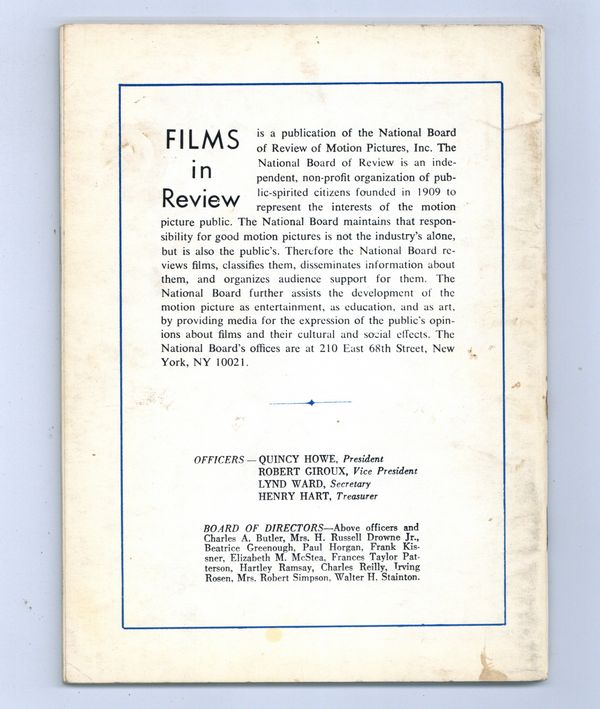 FILMS
in
Review
is a publication of the National Board
of Review of Motion Pictures, Inc. The
National Board of Review is an inde-
pendent, non-profit organization of pub-
lic-spirited citizens founded in 1909 to
represent the interests of the motion
picture public. The National Board maintains that respon-
sibility for good motion pictures is not the industry's alone,
but is also the public's. Therefore the National Board re-
views films, classifies them, disseminates information about
them, and organizes audience support for them. The
National Board further assists the development of the
motion picture as entertainment, as education, and as art,
by providing media for the expression of the public's opin-
ions about films and their cultural and social effects. The
National Board's offices are at 210 East 68th Street, New
York, NY 10021.
OFFICERS—QUINCY HOWE, President
ROBERT GIROUX, Vice President
LYND WARD, Secretary
HENRY HART, Treasurer
BOARD OF DIRECTORS—Above officers and
Charles A. Butler, Mrs. H. Russell Drowne Jr.,
Beatrice Greenough, Paul Horgan, Frank Kis-
sner, Elizabeth M. McStea, Frances Taylor Pat-
terson, Hartley Ramsay, Charles Reilly, Irving
Rosen, Mrs. Robert Simpson, Walter H. Stainton.